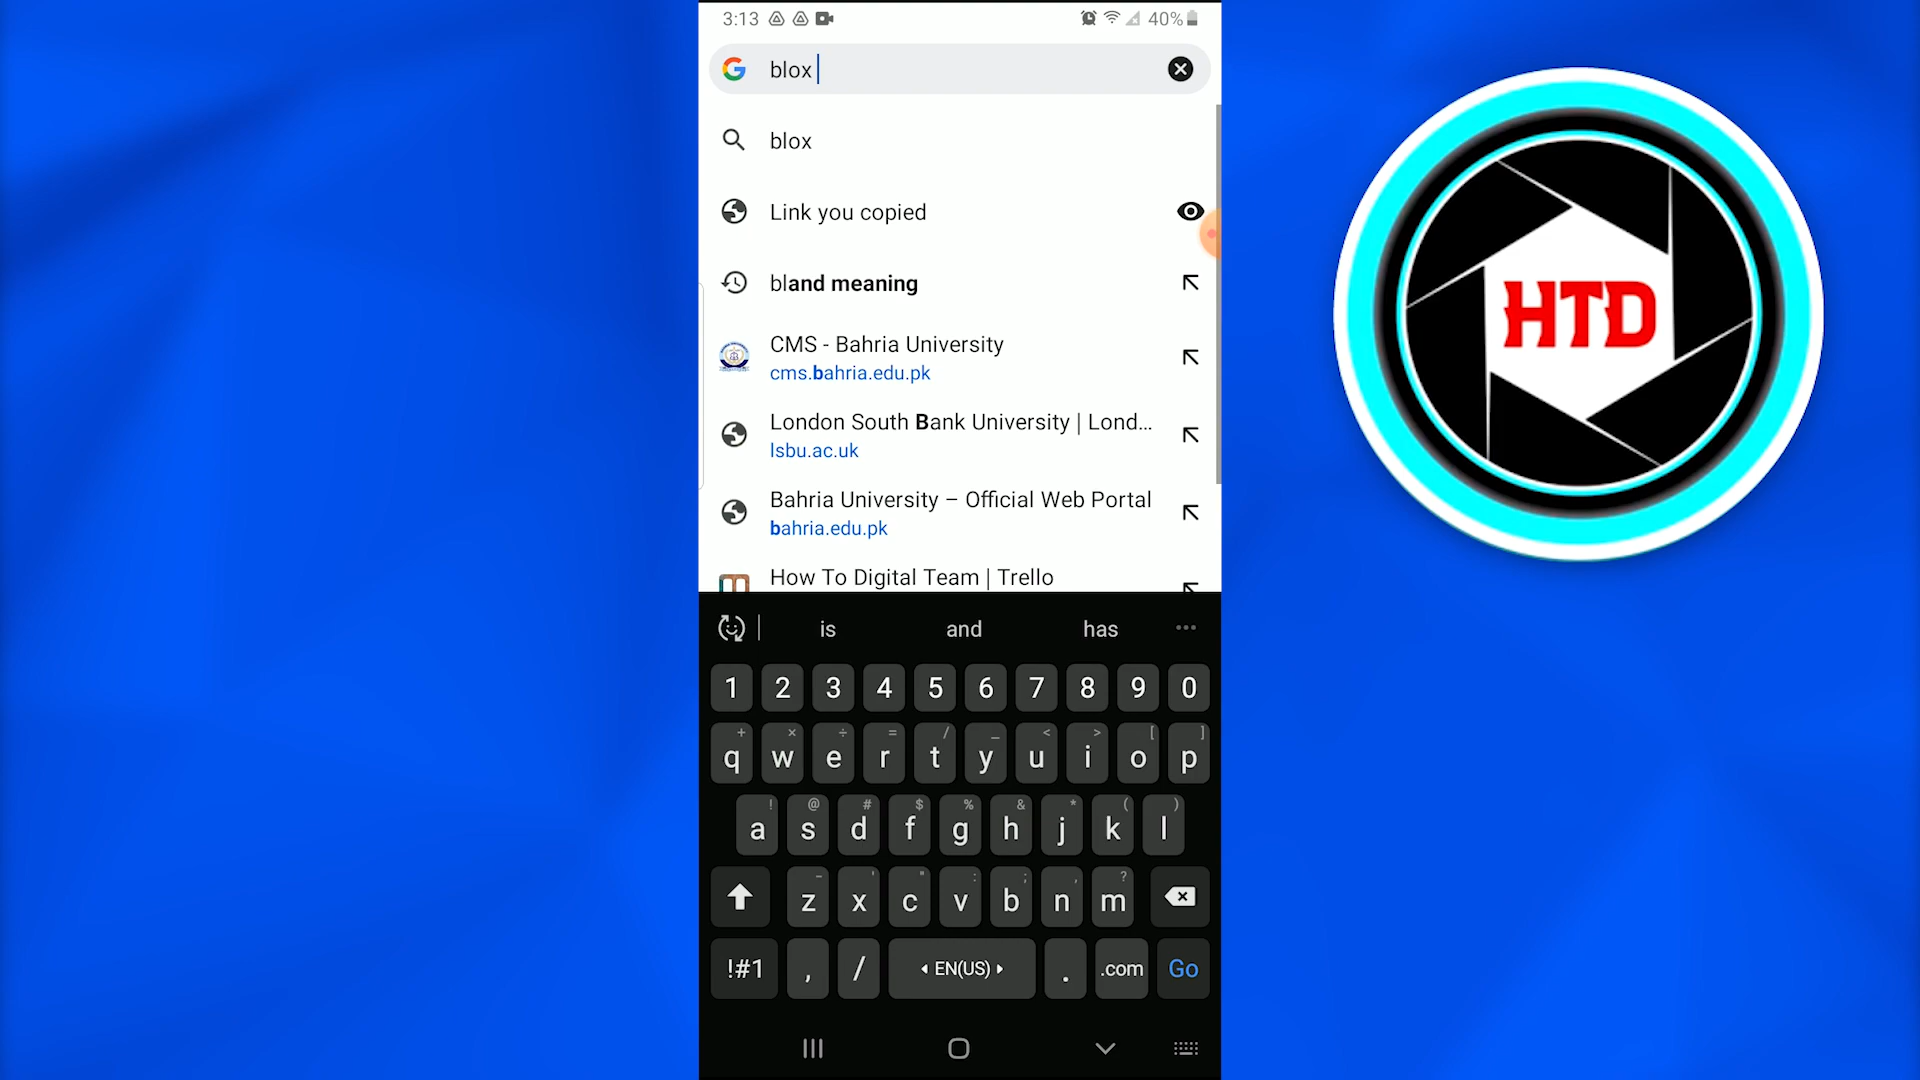 3:13
40%
blox
blox
Link you copied
bland meaning
CMS - Bahria University
cms.bahria.edu.pk
London South Bank University | Lond...
lsbu.ac.uk
Bahria University – Official Web Portal
bahria.edu.pk
How To Digital Team | Trello
is and has ...
1 2 3 4 5 6 7 8 9 0
+ × ÷ = / _ < > [ ]
q w e r t y u i o p
! @ # $ % & * ( )
a s d f g h j k l
- ' " : ; , ?
z x c v b n m
!#1 , / EN(US) . .com Go
HTD